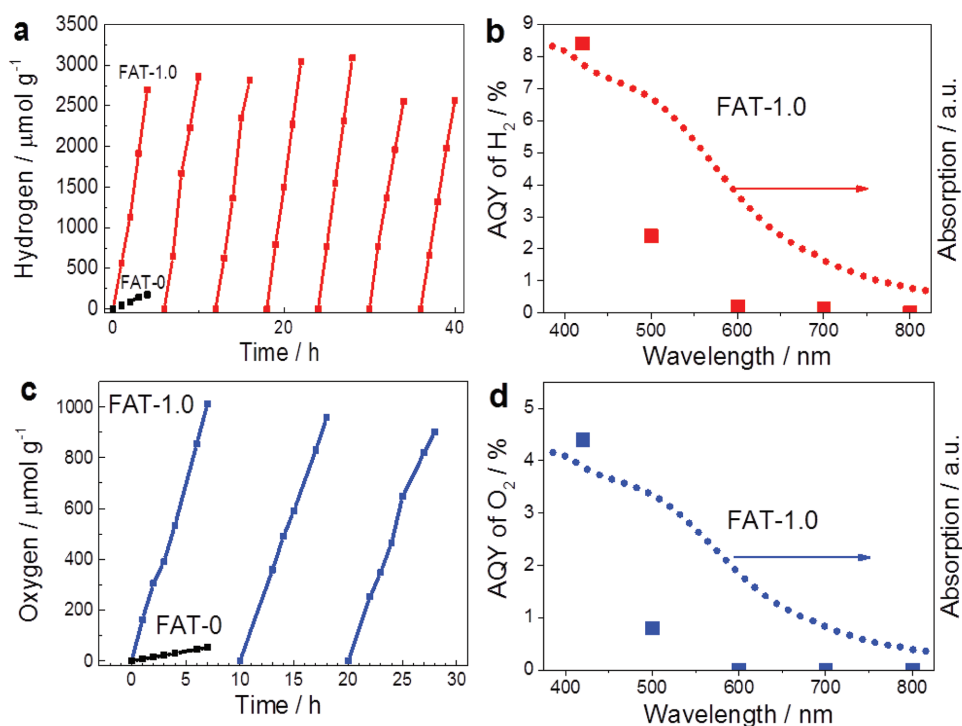 a
3500
3000
2500
2000
1500
1000
500
0
Hydrogen / μmol g⁻¹
FAT-1.0
FAT-0
0 20 40
Time / h
b
9
8
7
6
5
4
3
2
1
0
AQY of H₂ / %
FAT-1.0
Absorption / a.u.
400 500 600 700 800
Wavelength / nm
c
1000
800
600
400
200
0
Oxygen / μmol g⁻¹
FAT-1.0
FAT-0
0 5 10 15 20 25 30
Time / h
d
5
4
3
2
1
0
AQY of O₂ / %
FAT-1.0
Absorption / a.u.
400 500 600 700 800
Wavelength / nm